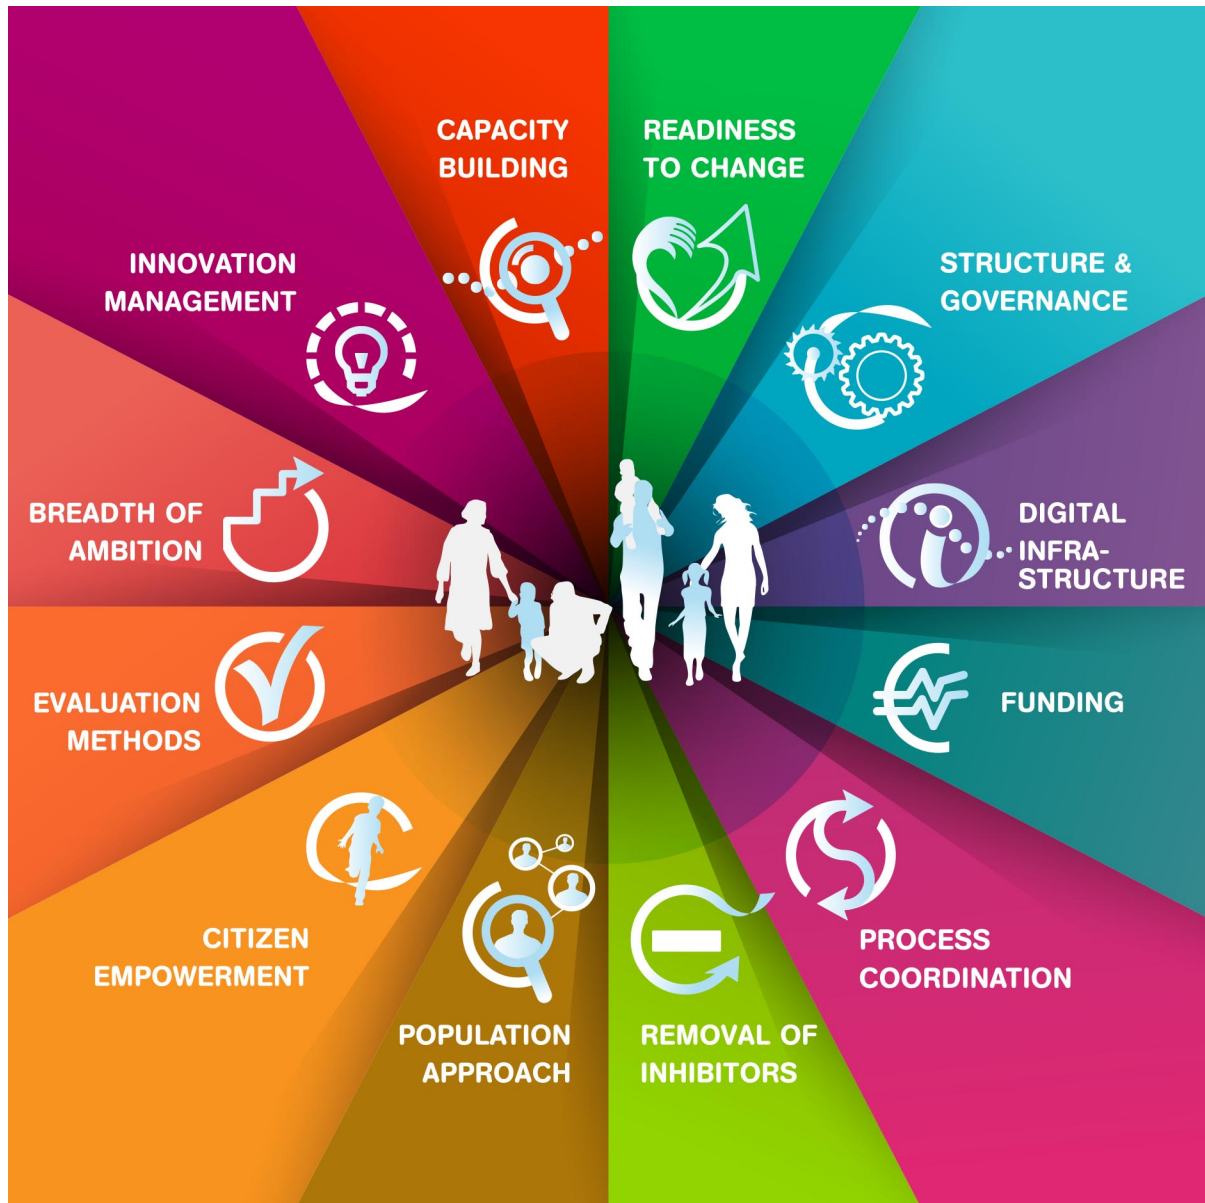 CAPACITY
BUILDING
READINESS
TO CHANGE
STRUCTURE &
GOVERNANCE
DIGITAL
INFRA-
STRUCTURE
FUNDING
PROCESS
COORDINATION
REMOVAL OF
INHIBITORS
POPULATION
APPROACH
CITIZEN
EMPOWERMENT
EVALUATION
METHODS
BREADTH OF
AMBITION
INNOVATION
MANAGEMENT